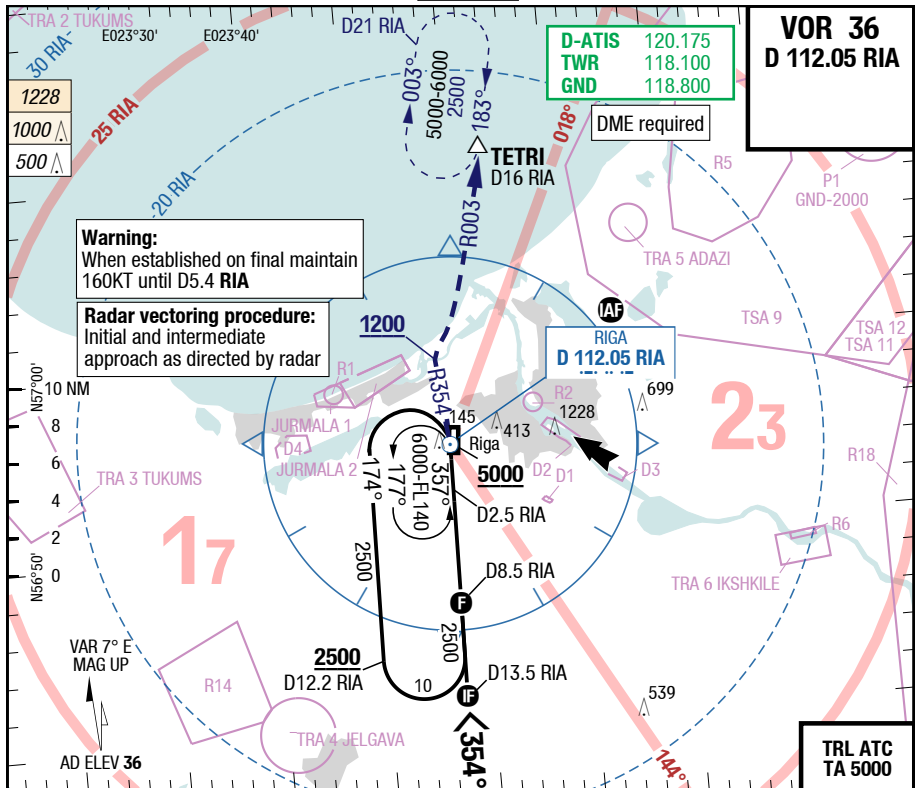 TRA 2 TUKUMS
E023°30'
E023°40'
D21 RIA
30 RIA
25 RIA
20 RIA
1228
1000
500
003°
5000-6000
2500
183°
D-ATIS 120.175
TWR 118.100
GND 118.800
DME required
VOR 36
D 112.05 RIA
018°
TETRI
D16 RIA
R5
P1
GND-2000
TRA 5 ADAZI
R003
Warning:
When established on final maintain
160KT until D5.4 RIA
Radar vectoring procedure:
Initial and intermediate
approach as directed by radar
1200
IAF
RIGA
D 112.05 RIA
TSA 9
TSA 12
TSA 11
N57°00'
10 NM
8
6
4
2
0
N56°50'
R1
JURMALA 1
D4
JURMALA 2
R354
145
413
R2
1228
699
Riga
5000
D2
D1
D3
23
R18
TRA 3 TUKUMS
174°
177°
6000-FL140
357°
D2.5 RIA
R6
TRA 6 IKSHKILE
17
2500
D8.5 RIA
F
2500
2500
D12.2 RIA
10
IF
D13.5 RIA
539
VAR 7° E
MAG UP
R14
TRA 4 JELGAVA
354°
144°
AD ELEV 36
TRL ATC
TA 5000